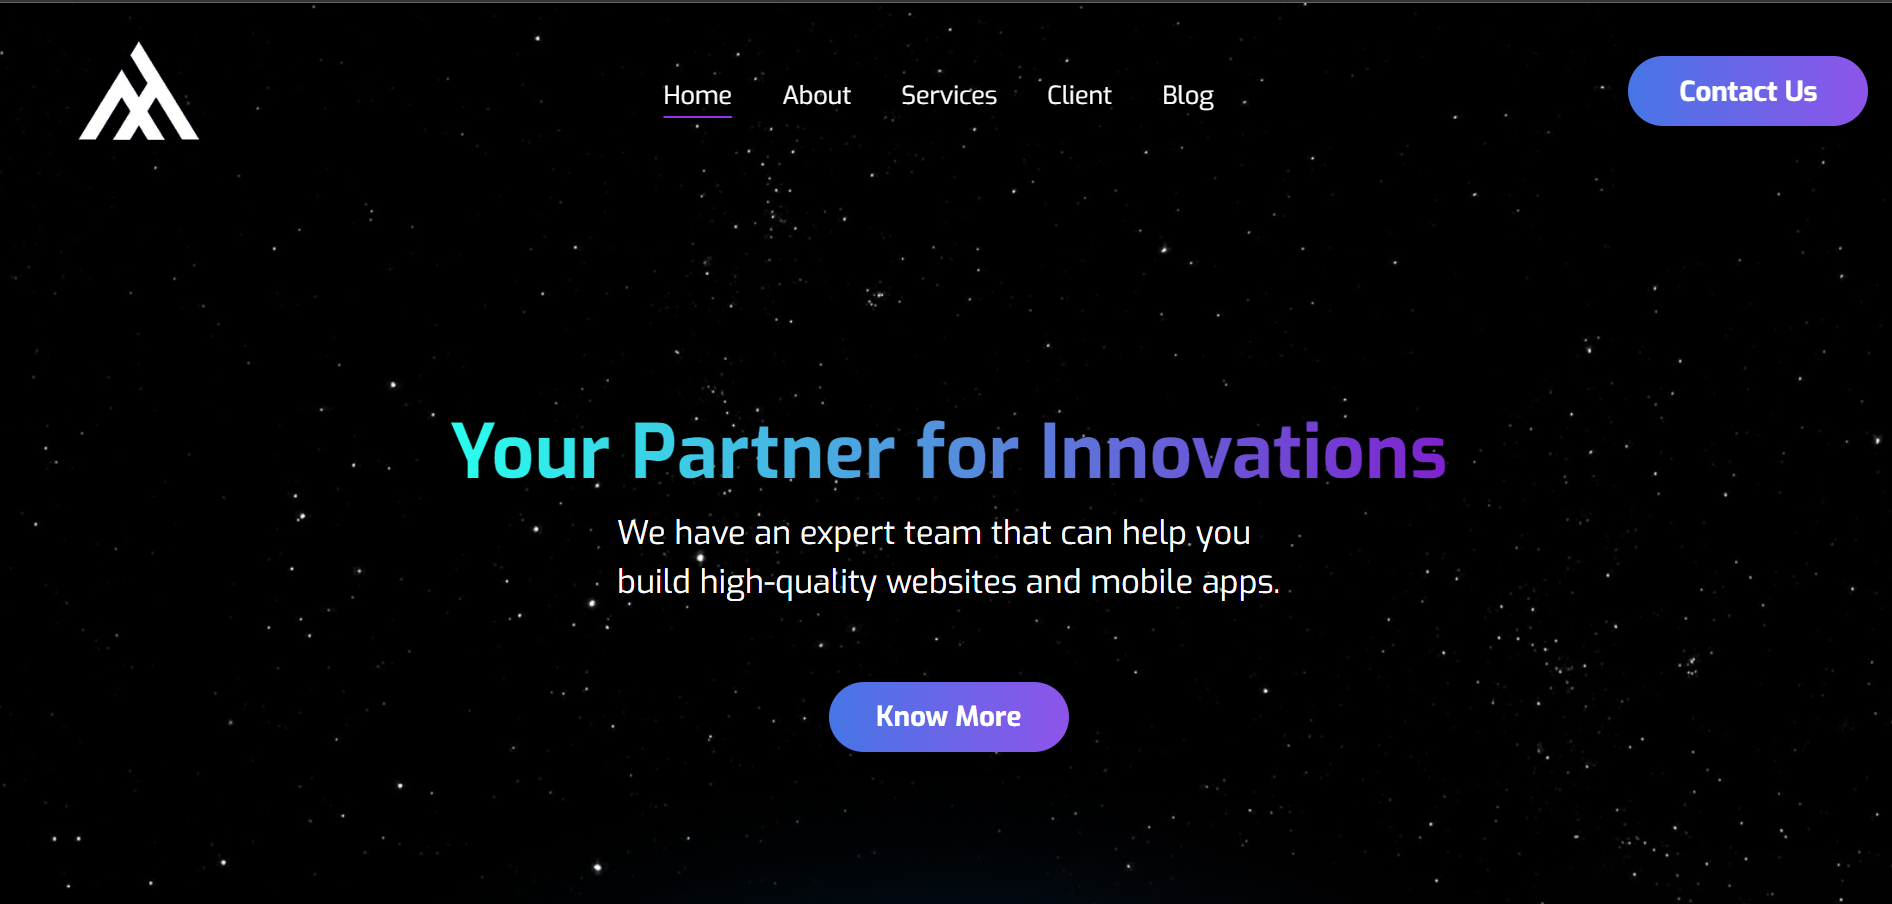 Home About Services Client Blog
Contact Us
Your Partner for Innovations
We have an expert team that can help you
build high-quality websites and mobile apps.
Know More